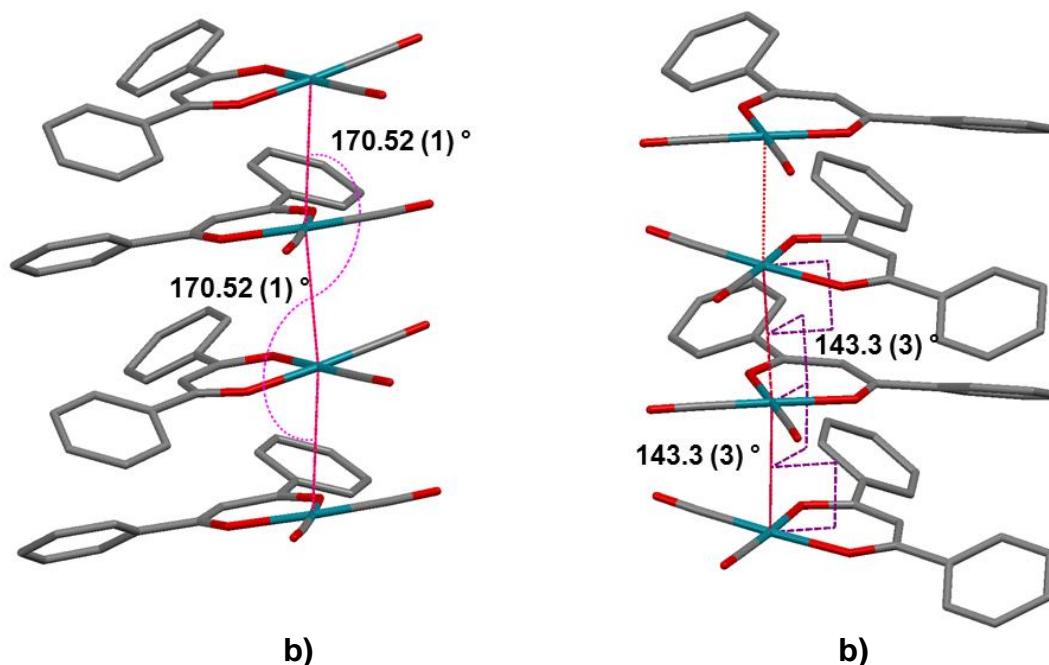 170.52 (1) °
170.52 (1) °
b)
143.3 (3) °
143.3 (3) °
b)